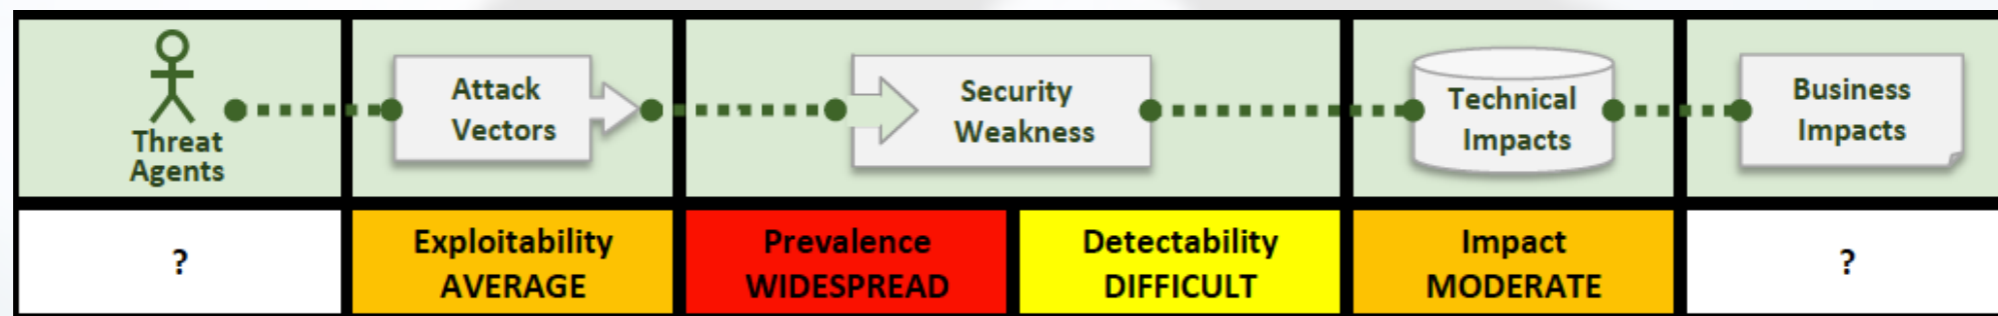 Threat
Agents
Attack
Vectors
Security
Weakness
Technical
Impacts
Business
Impacts
?
Exploitability
AVERAGE
Prevalence
WIDESPREAD
Detectability
DIFFICULT
Impact
MODERATE
?